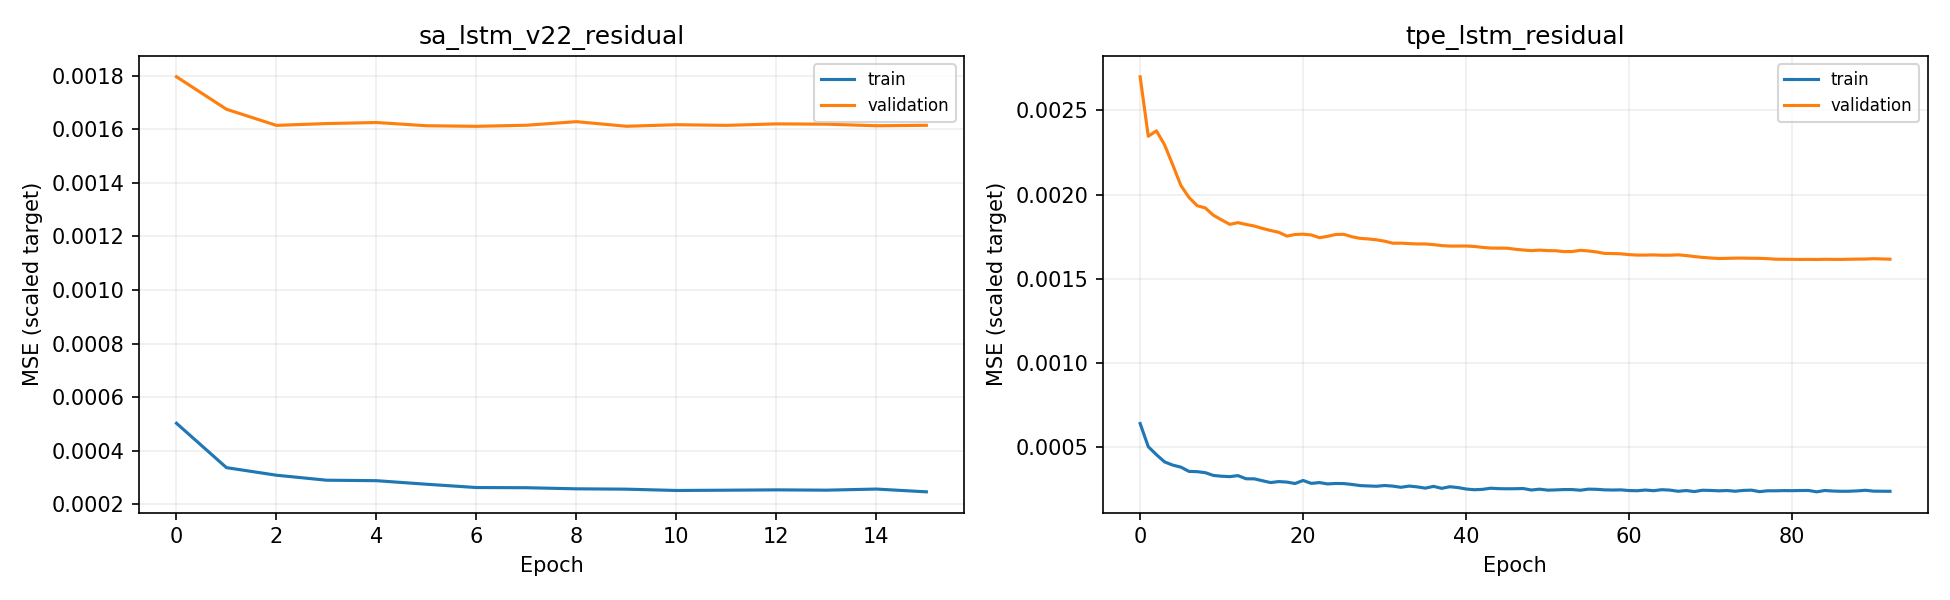 sa_lstm_v22_residual
train
validation
MSE (scaled target)
0.0018
0.0016
0.0014
0.0012
0.0010
0.0008
0.0006
0.0004
0.0002
0 2 4 6 8 10 12 14
Epoch
tpe_lstm_residual
train
validation
MSE (scaled target)
0.0025
0.0020
0.0015
0.0010
0.0005
0 20 40 60 80
Epoch